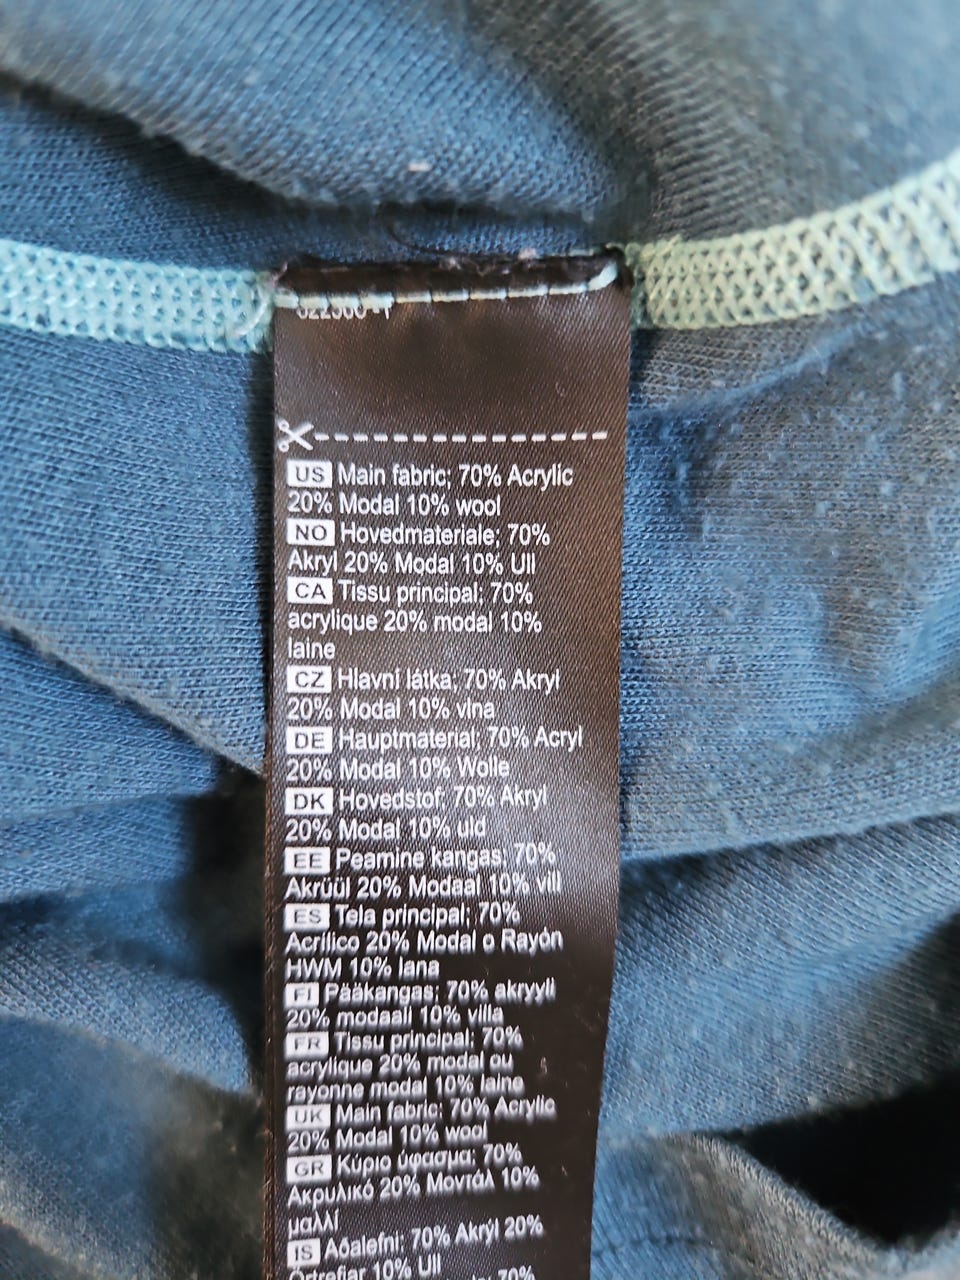 US Main fabric; 70% Acrylic
20% Modal 10% wool
NO Hovedmateriale; 70%
Akryl 20% Modal 10% Ull
CA Tissu principal; 70%
acrylique 20% modal 10%
laine
CZ Hlavní látka; 70% Akryl
20% Modal 10% vlna
DE Hauptmaterial; 70% Acryl
20% Modal 10% Wolle
DK Hovedstof; 70% Akryl
20% Modal 10% uld
EE Peamine kangas; 70%
Akrüül 20% Modaal 10% vill
ES Tela principal; 70%
Acrílico 20% Modal o Rayón
HWM 10% lana
FI Pääkangas; 70% akryyli
20% modaali 10% villa
FR Tissu principal; 70%
acrylique 20% modal ou
rayonne modal 10% laine
UK Main fabric; 70% Acrylic
20% Modal 10% wool
GR Κύριο ύφασμα; 70%
Ακρυλικό 20% Μοντάλ 10%
μαλλί
IS Aðalefni; 70% Akrýl 20%
Ortrefjar 10% Ull
70%